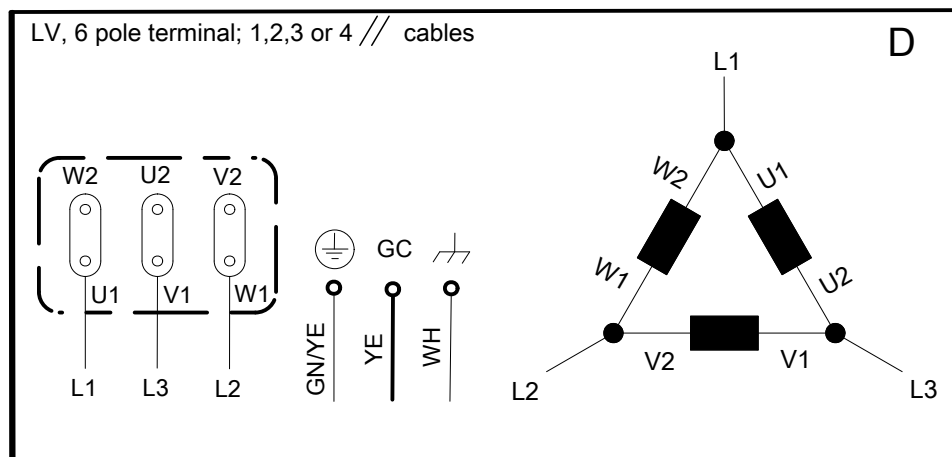 LV, 6 pole terminal; 1,2,3 or 4 // cables
D
L1
W2 U2 V2
U1 V1 W1
L1 L3 L2
GC
GN/YE
YE
WH
W2
U1
W1
U2
V2 V1
L2
L3